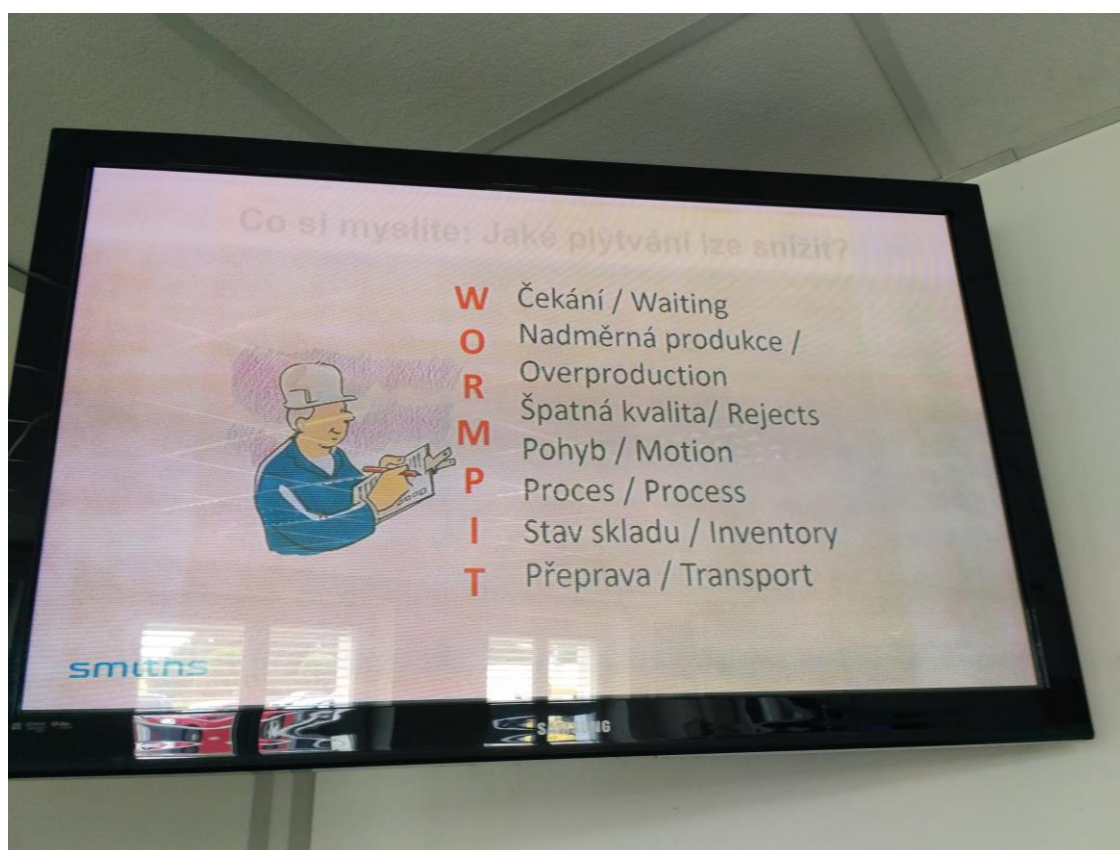 Co si myslíte: Jaké plýtvání lze snížit?
W Čekání / Waiting
O Nadměrná produkce /
R Overproduction
Špatná kvalita/ Rejects
M Pohyb / Motion
P Proces / Process
I Stav skladu / Inventory
T Přeprava / Transport
smiths
SAMSUNG